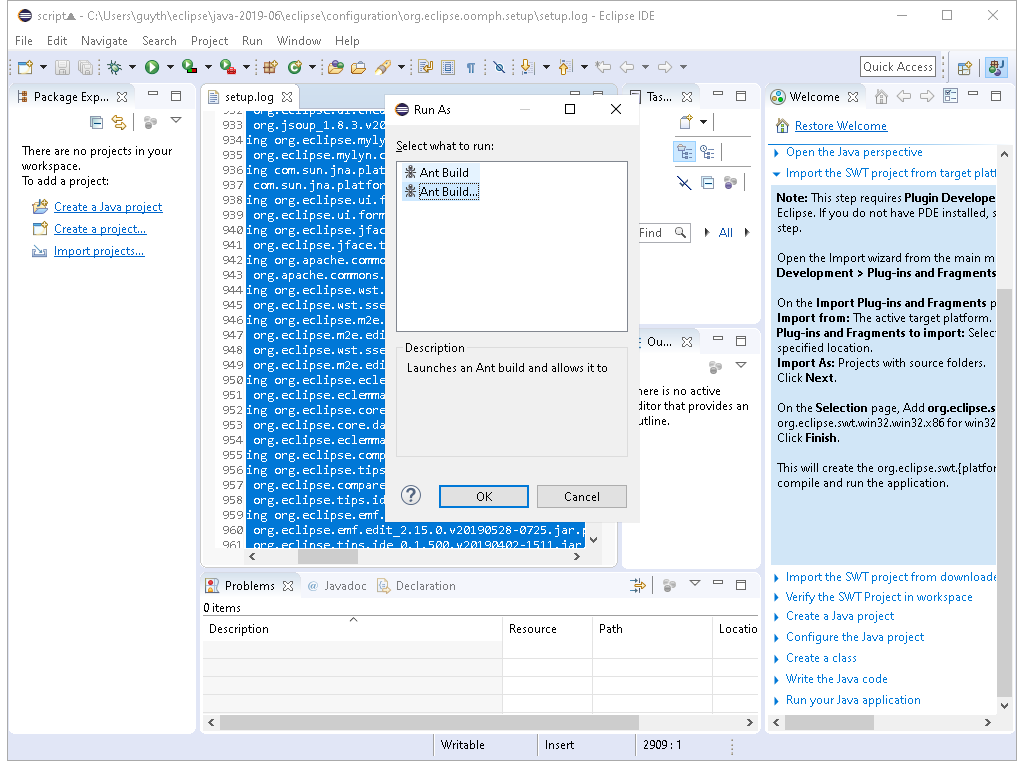 script▲ - C:\Users\guyth\eclipse\java-2019-06\eclipse\configuration\org.eclipse.oomph.setup\setup.log - Eclipse IDE
File Edit Navigate Search Project Run Window Help
Quick Access
Package Exp...
There are no projects in your
workspace.
To add a project:
Create a Java project
Create a project...
Import projects...
setup.log
933 org.jsoup_1.8.3.v20
934 ing org.eclipse.myly
935 org.eclipse.mylyn.c
936 ing com.sun.jna.plat
937 com.sun.jna.platfor
938 ing org.eclipse.ui.f
939 org.eclipse.ui.form
940 ing org.eclipse.jfac
941 org.eclipse.jface.t
942 ing org.apache.commo
943 org.apache.commons.
944 ing org.eclipse.wst.
945 org.eclipse.wst.sse
946 ing org.eclipse.m2e.
947 org.eclipse.m2e.edi
948 org.eclipse.wst.sse
949 org.eclipse.m2e.edi
950 ing org.eclipse.ecle
951 org.eclipse.eclemma
952 ing org.eclipse.core
953 org.eclipse.core.da
954 org.eclipse.eclemma
955 ing org.eclipse.comp
956 ing org.eclipse.tips
957 org.eclipse.compare
958 org.eclipse.tips.id
959 ing org.eclipse.emf.
960 org.eclipse.emf.edit_2.15.0.v20190528-0725.jar.p
961 org.eclipse.tips.ide_0.1.500.v20190402-1511.jar
Run As
Select what to run:
Ant Build
Ant Build...
Description
Launches an Ant build and allows it to
OK
Cancel
Tas...
Find
All
Ou...
here is no active
ditor that provides an
utline.
Welcome
Restore Welcome
Open the Java perspective
Import the SWT project from target platf
Note: This step requires Plugin Develope
Eclipse. If you do not have PDE installed, s
step.
Open the Import wizard from the main m
Development > Plug-ins and Fragments
On the Import Plug-ins and Fragments p
Import from: The active target platform.
Plug-ins and Fragments to import: Selec
specified location.
Import As: Projects with source folders.
Click Next.
On the Selection page, Add org.eclipse.s
org.eclipse.swt.win32.win32.x86 for win32
Click Finish.
This will create the org.eclipse.swt.{platfor
compile and run the application.
Import the SWT project from downloade
Verify the SWT Project in workspace
Create a Java project
Configure the Java project
Create a class
Write the Java code
Run your Java application
Problems
@ Javadoc
Declaration
0 items
Description Resource Path Locatio
Writable Insert 2909 : 1